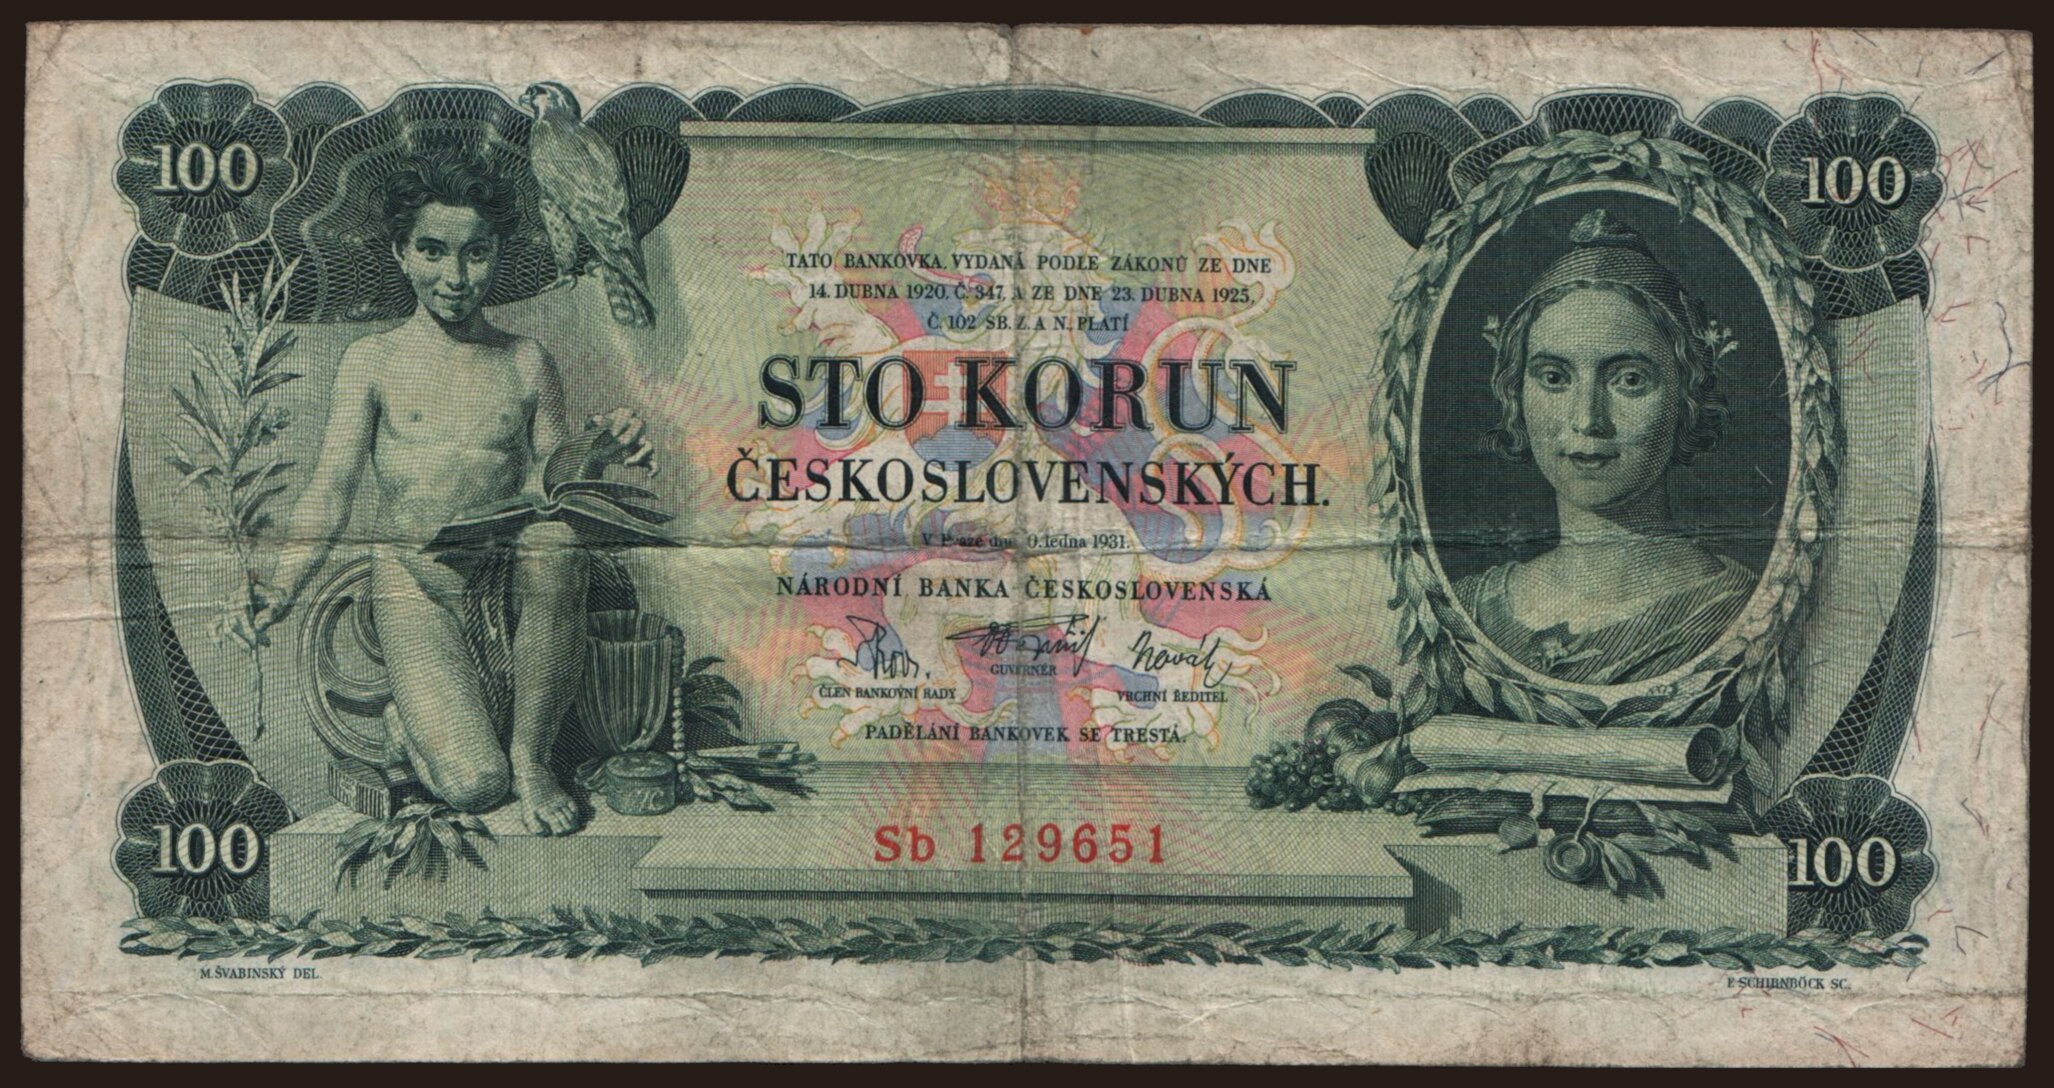 100
100
TATO BANKOVKA VYDANÁ PODLE ZÁKONŮ ZE DNE
14. DUBNA 1920, Č. 347, A ZE DNE 23. DUBNA 1925,
Č. 102 SB. Z. A N. PLATÍ
STO KORUN
ČESKOSLOVENSKÝCH.
V Praze dne ledna 1931.
NÁRODNÍ BANKA ČESKOSLOVENSKÁ
ČLEN BANKOVNÍ RADY
GUVERNÉR
VRCHNÍ ŘEDITEL
PADĚLÁNÍ BANKOVEK SE TRESTÁ.
Sb 129651
100
100
M. ŠVABINSKÝ DEL.
F. SCHIRNBÖCK SC.